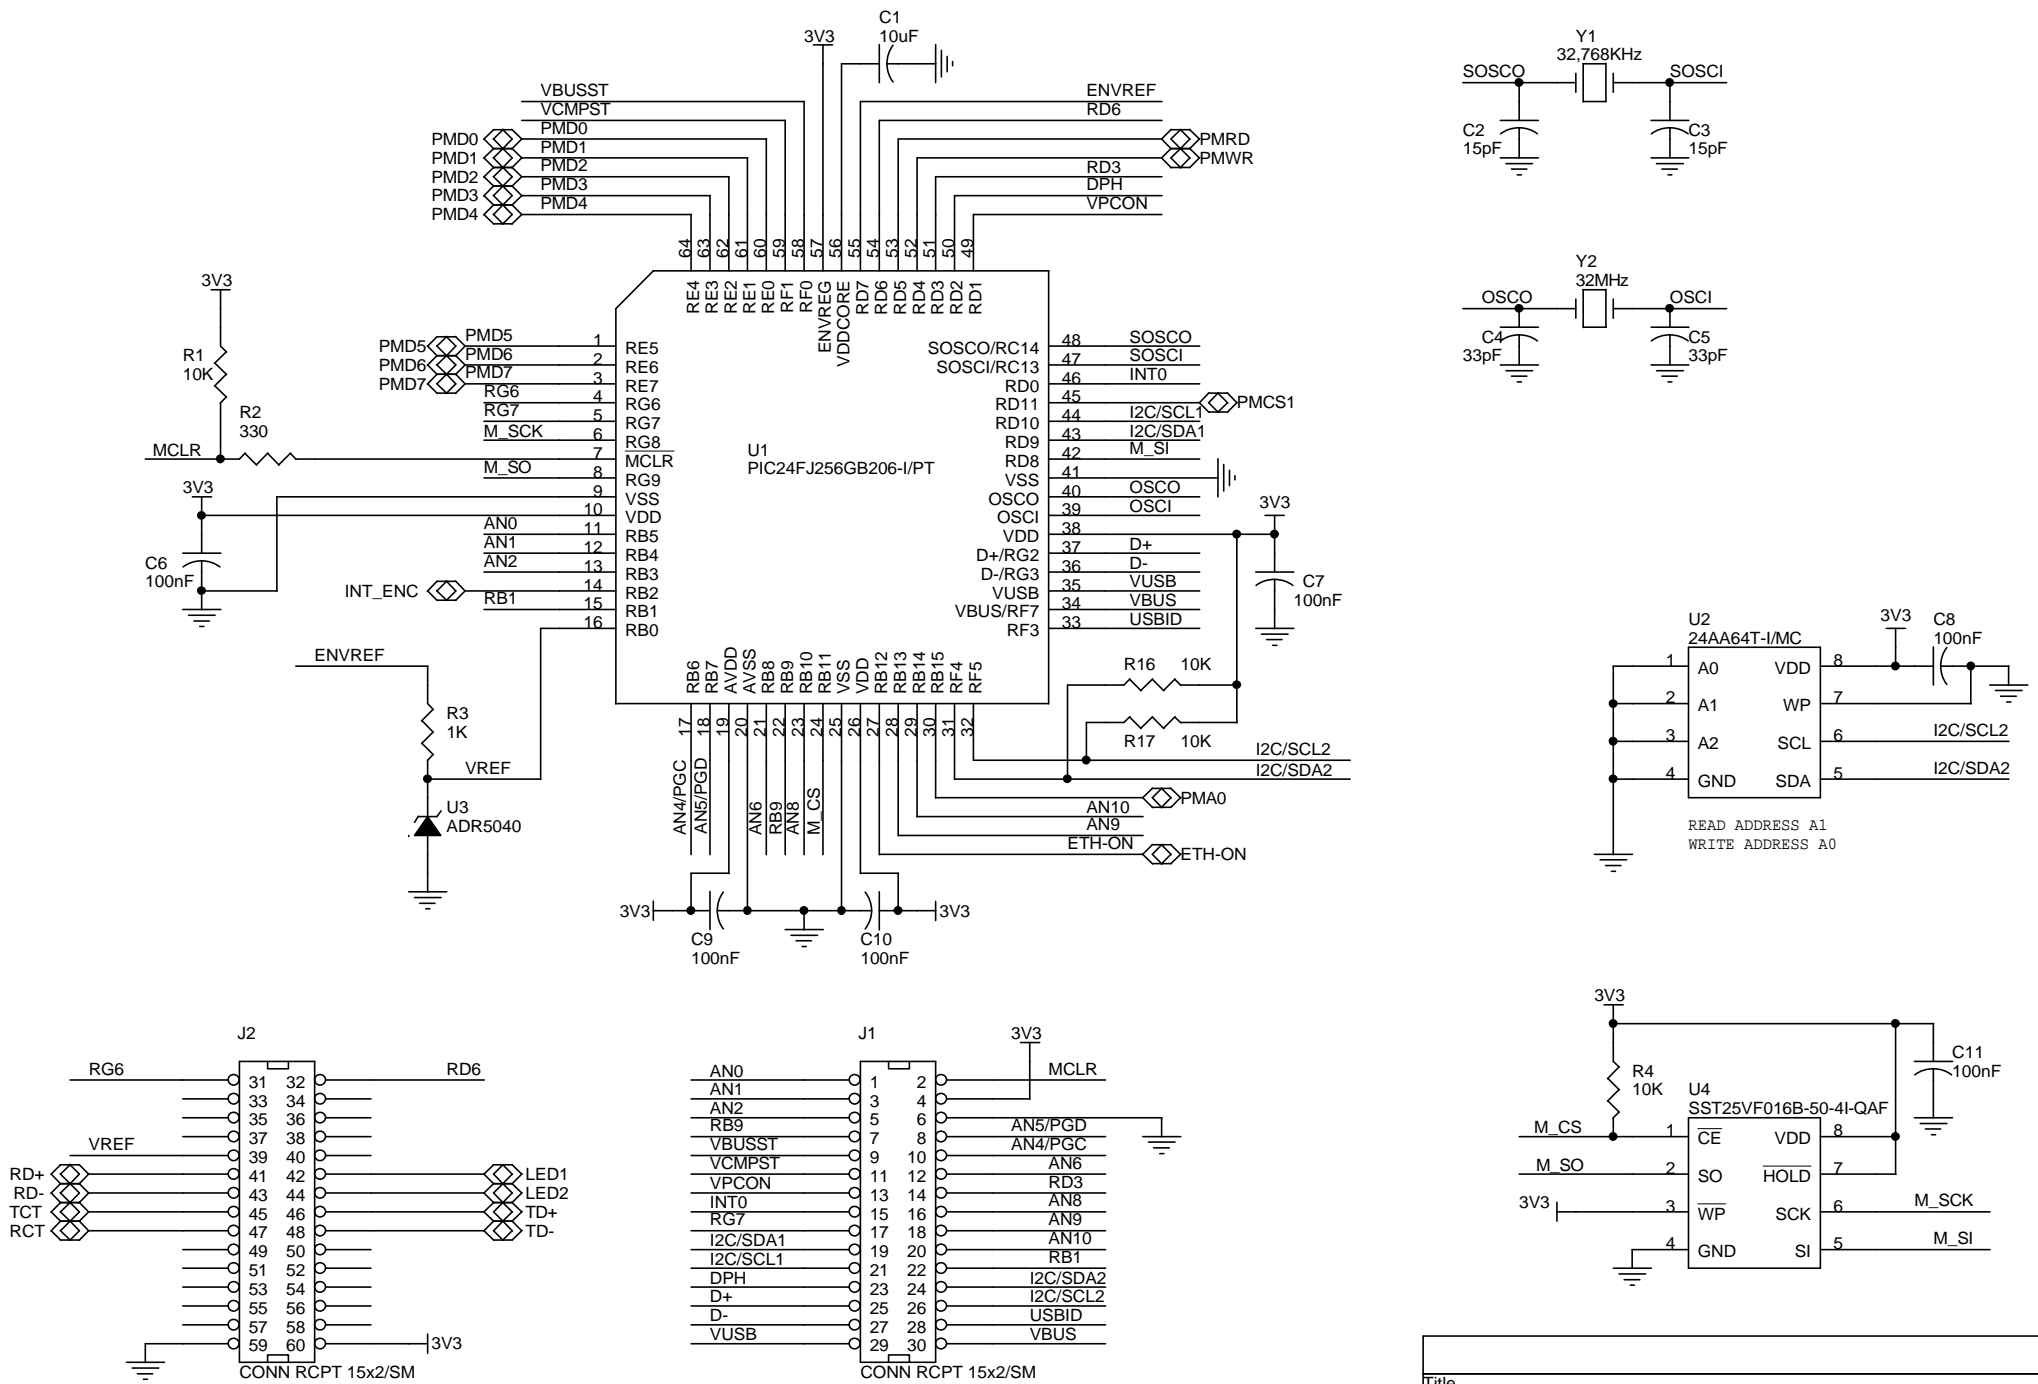 C1
10uF
3V3
VBUSST
VCMPST
PMD0 PMD0
PMD1 PMD1
PMD2 PMD2
PMD3 PMD3
PMD4 PMD4
ENVREF
RD6
PMRD
PMWR
RD3
DPH
VPCON
64 63 62 61 60 59 58 57 56 55 54 53 52 51 50 49
RE4 RE3 RE2 RE1 RE0 RF1 RF0 ENVREG VDDCORE RD7 RD6 RD5 RD4 RD3 RD2 RD1
3V3
R1
10K
R2
330
MCLR
PMD5 PMD5 1 RE5
PMD6 PMD6 2 RE6
PMD7 PMD7 3 RE7
RG6 4 RG6
RG7 5 RG7
M_SCK 6 RG8
7 MCLR
M_SO 8 RG9
3V3 9 VSS
10 VDD
AN0 11 RB5
AN1 12 RB4
AN2 13 RB3
INT_ENC 14 RB2
RB1 15 RB1
16 RB0
C6
100nF
U1
PIC24FJ256GB206-I/PT
SOSCO/RC14 48 SOSCO
SOSCI/RC13 47 SOSCI
RD0 46 INT0
RD11 45 PMCS1
RD10 44 I2C/SCL1
RD9 43 I2C/SDA1
RD8 42 M_SI
VSS 41
OSCO 40 OSCO
OSCI 39 OSCI
VDD 38
D+/RG2 37 D+
D-/RG3 36 D-
VUSB 35 VUSB
VBUS/RF7 34 VBUS
RF3 33 USBID
3V3
C7
100nF
RB6 RB7 AVDD AVSS RB8 RB9 RB10 RB11 VSS VDD RB12 RB13 RB14 RB15 RF4 RF5
17 18 19 20 21 22 23 24 25 26 27 28 29 30 31 32
AN4/PGC AN5/PGD AN6 RB9 AN8 M_CS
R16 10K
R17 10K
I2C/SCL2
I2C/SDA2
PMA0
AN10
AN9
ETH-ON ETH-ON
ENVREF
R3
1K
VREF
U3
ADR5040
3V3 3V3
C9
100nF
C10
100nF
Y1
32,768KHz
SOSCO SOSCI
C2
15pF
C3
15pF
Y2
32MHz
OSCO OSCI
C4
33pF
C5
33pF
U2
24AA64T-I/MC
3V3
C8
100nF
1 A0 VDD 8
2 A1 WP 7
3 A2 SCL 6 I2C/SCL2
4 GND SDA 5 I2C/SDA2
READ ADDRESS A1
WRITE ADDRESS A0
J2
RG6 31 32 RD6
33 34
35 36
37 38
VREF 39 40
RD+ 41 42 LED1
RD- 43 44 LED2
TCT 45 46 TD+
RCT 47 48 TD-
49 50
51 52
53 54
55 56
57 58
59 60 3V3
CONN RCPT 15x2/SM
J1
3V3
AN0 1 2 MCLR
AN1 3 4
AN2 5 6
RB9 7 8 AN5/PGD
VBUSST 9 10 AN4/PGC
VCMPST 11 12 AN6
VPCON 13 14 RD3
INT0 15 16 AN8
RG7 17 18 AN9
I2C/SDA1 19 20 AN10
I2C/SCL1 21 22 RB1
DPH 23 24 I2C/SDA2
D+ 25 26 I2C/SCL2
D- 27 28 USBID
VUSB 29 30 VBUS
CONN RCPT 15x2/SM
3V3
R4
10K
C11
100nF
U4
SST25VF016B-50-4I-QAF
M_CS 1 CE VDD 8
M_SO 2 SO HOLD 7
3V3 3 WP SCK 6 M_SCK
4 GND SI 5 M_SI
Title